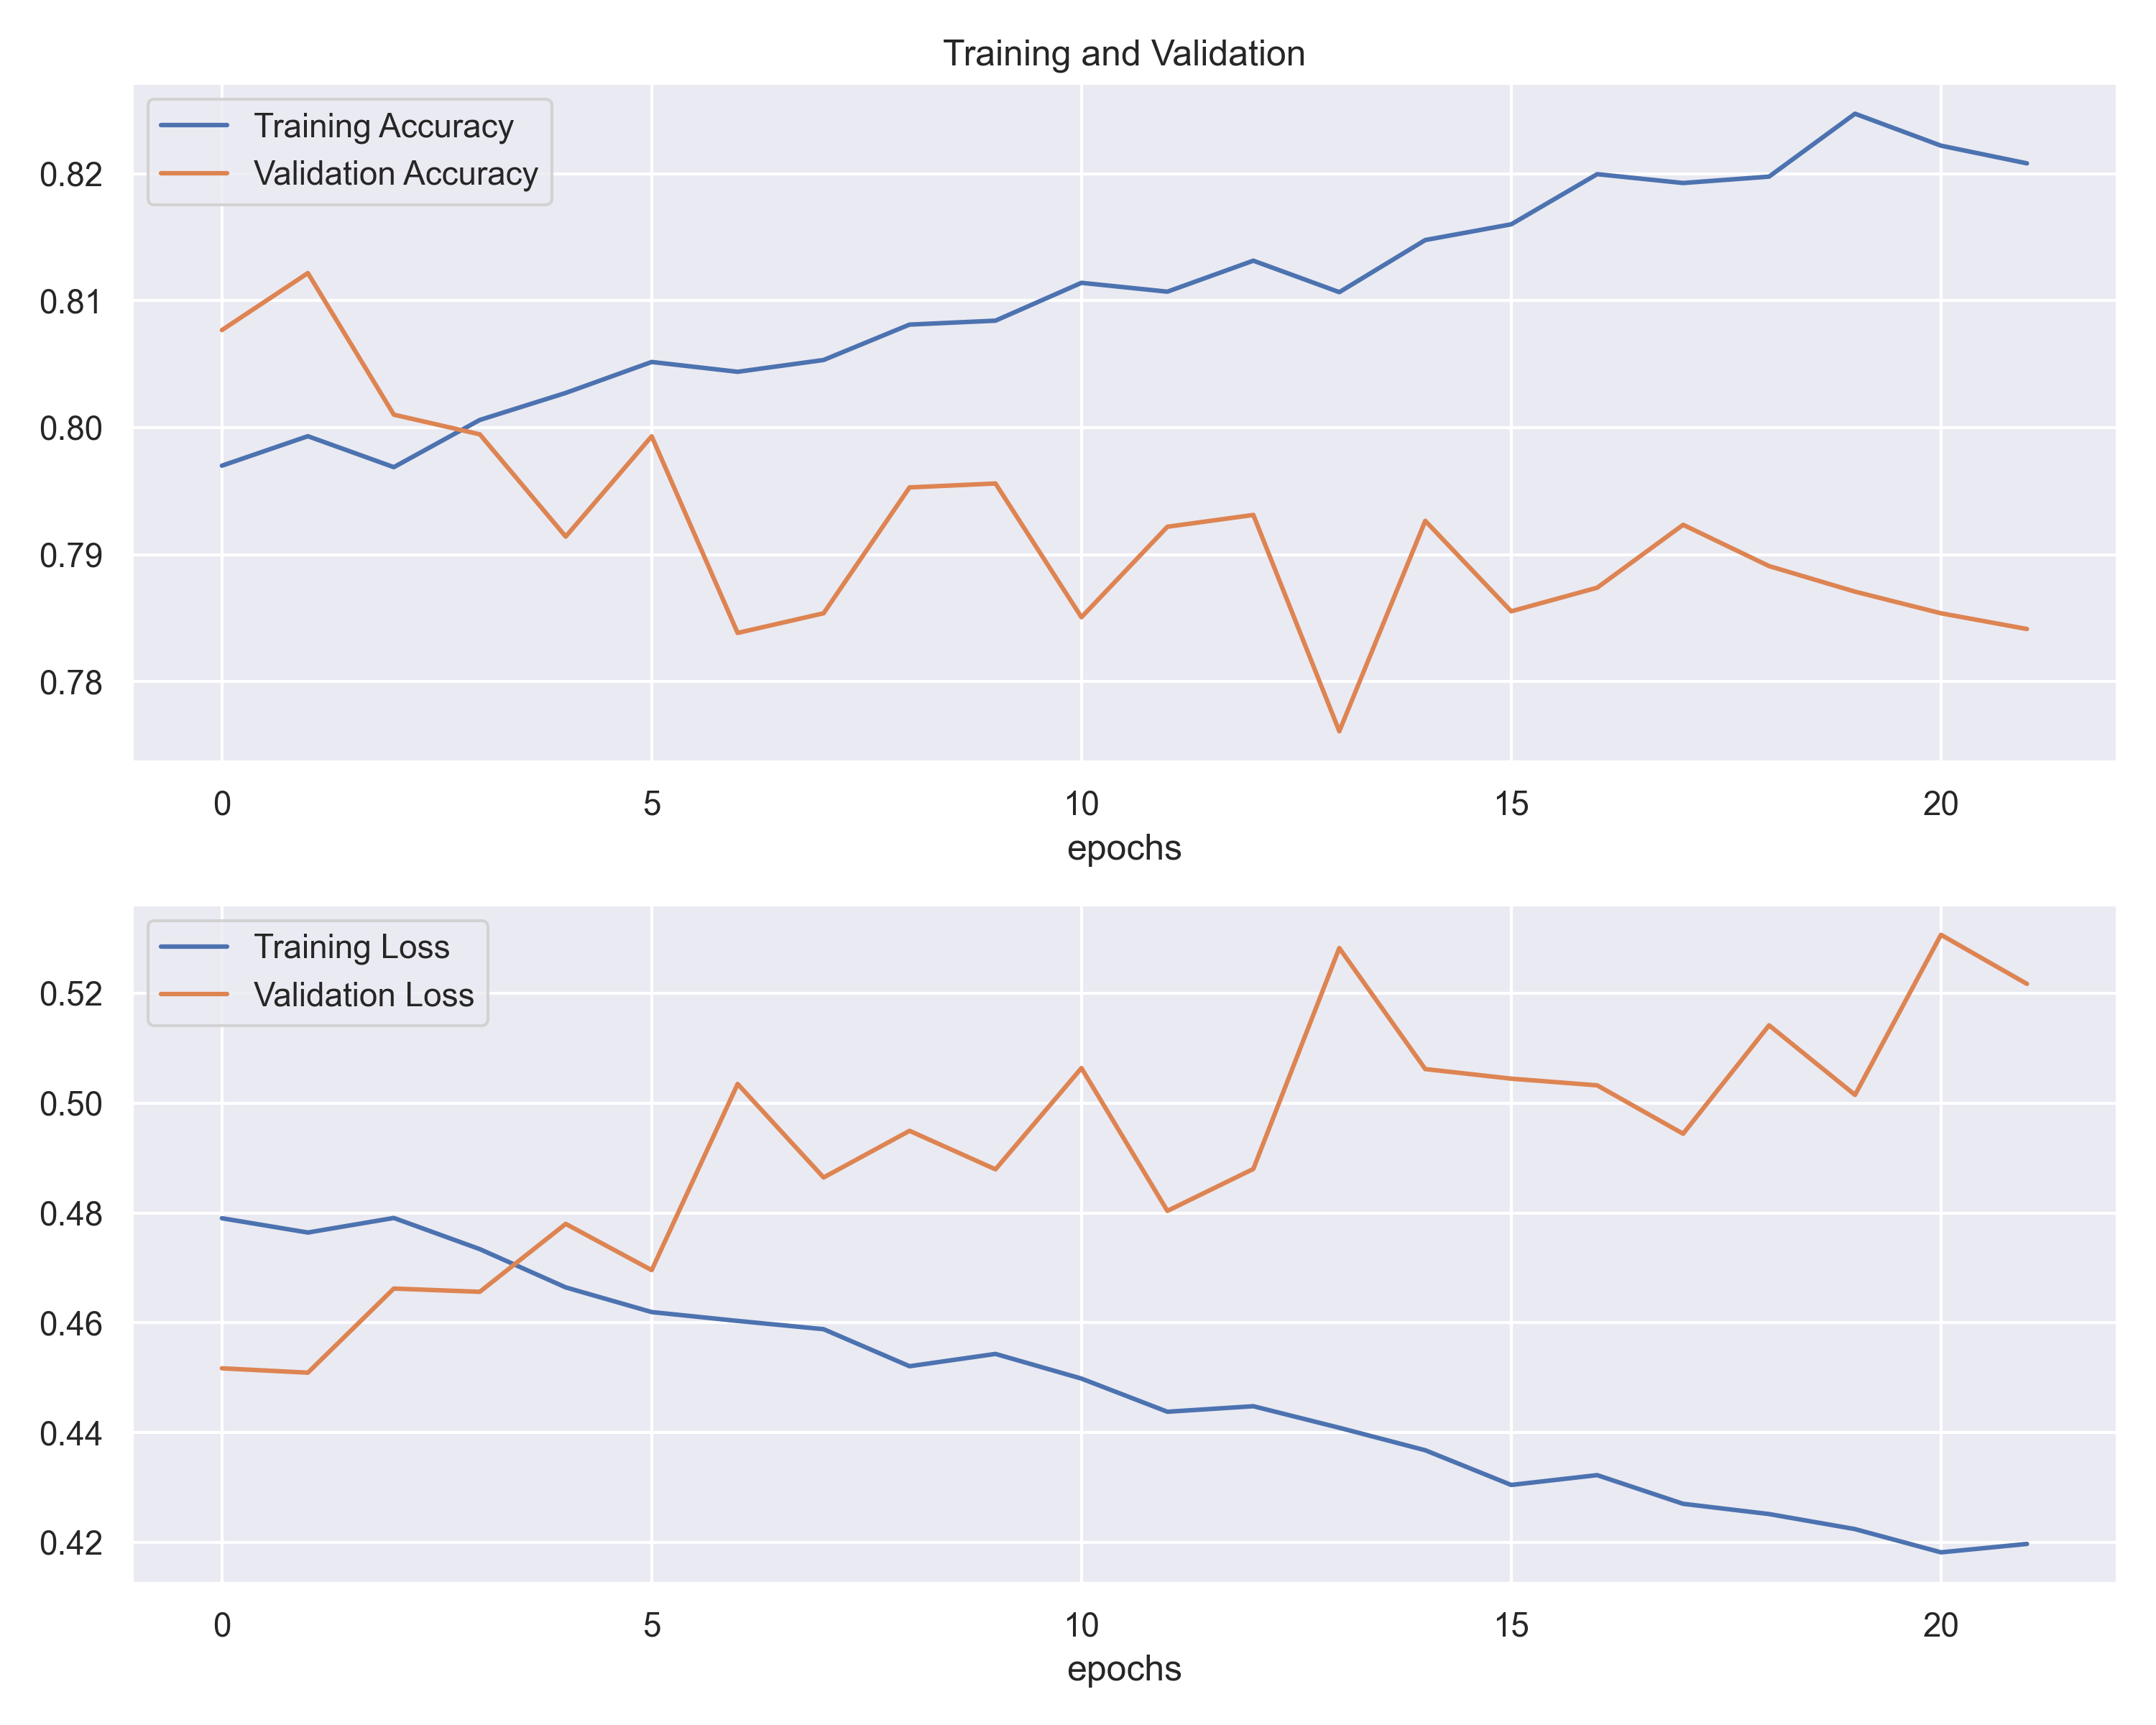 Training and Validation
Training Accuracy
Validation Accuracy
0.82
0.81
0.80
0.79
0.78
0 5 10 15 20
epochs
Training Loss
Validation Loss
0.52
0.50
0.48
0.46
0.44
0.42
0 5 10 15 20
epochs